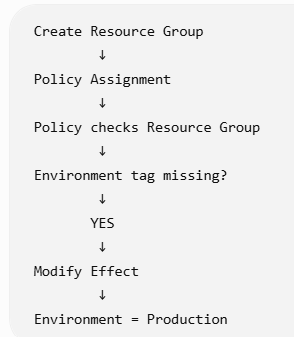 Create Resource Group
↓
Policy Assignment
↓
Policy checks Resource Group
↓
Environment tag missing?
↓
YES
↓
Modify Effect
↓
Environment = Production